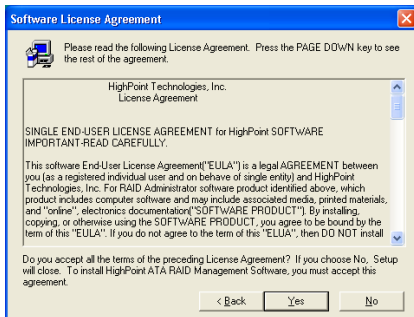 Software License Agreement
Please read the following License Agreement. Press the PAGE DOWN key to see
the rest of the agreement.
HighPoint Technologies, Inc.
License Agreement
SINGLE END-USER LICENSE AGREEMENT for HighPoint SOFTWARE
IMPORTANT-READ CAREFULLY.
This software End-User License Agreement("EULA") is a legal AGREEMENT between
you (as a registered individual user and on behave of single entity) and HighPoint
Technologies, Inc. For RAID Administrator software product identified above, which
product includes computer software and may include associated media, printed materials,
and "online", electronics documentation("SOFTWARE PRODUCT"). By installing,
copying, or otherwise using the SOFTWARE PRODUCT, you agree to be bound by the
term of this "EULA". If you do not agree to the term of this "ELUA", then DO NOT install
Do you accept all the terms of the preceding License Agreement? If you choose No, Setup
will close. To install HighPoint ATA RAID Management Software, you must accept this
agreement.
< Back Yes No